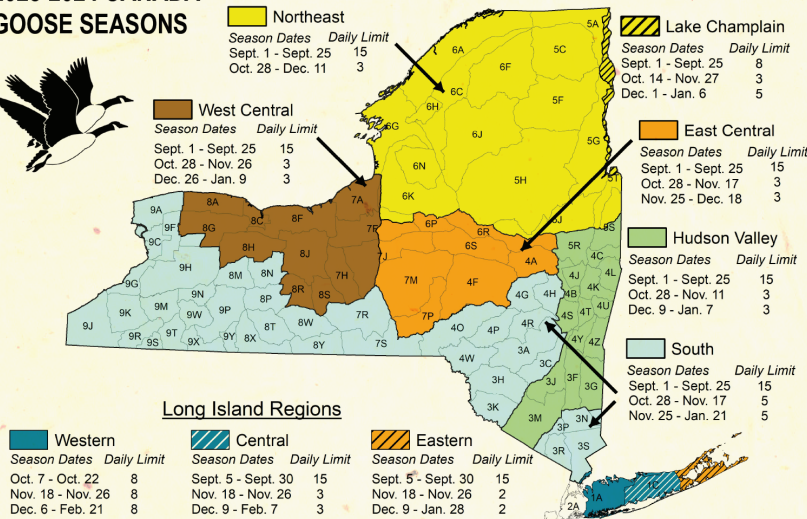 GOOSE SEASONS
Northeast
Season Dates Daily Limit
Sept. 1 - Sept. 25 15
Oct. 28 - Dec. 11 3
Lake Champlain
Season Dates Daily Limit
Sept. 1 - Sept. 25 8
Oct. 14 - Nov. 27 3
Dec. 1 - Jan. 6 5
West Central
Season Dates Daily Limit
Sept. 1 - Sept. 25 15
Oct. 28 - Nov. 26 3
Dec. 26 - Jan. 9 3
East Central
Season Dates Daily Limit
Sept. 1 - Sept. 25 15
Oct. 28 - Nov. 17 3
Nov. 25 - Dec. 18 3
Hudson Valley
Season Dates Daily Limit
Sept. 1 - Sept. 25 15
Oct. 28 - Nov. 11 3
Dec. 9 - Jan. 7 3
South
Season Dates Daily Limit
Sept. 1 - Sept. 25 15
Oct. 28 - Nov. 17 5
Nov. 25 - Jan. 21 5
5A
6A
5C
6F
6C
6H
5F
6G
6J
5G
6N
5H
6K
8A
7A
9A
8C
8F
6P
9F
8G
7F
6R
5J
9C
8H
8J
6S
5R
4A
4C
9H
8M
8N
7H
7M
4F
4J
4L
9G
8R
8S
4G
4H
4B
4K
9K
9M
9N
9P
8P
7R
7P
4U
9J
9W
8T
8W
4O
4P
4R
4S
4T
9R
9S
9T
9X
9Y
8X
8Y
7S
3A
4Y
4Z
4W
3C
3H
3J
3F
3G
3K
3M
3N
3P
3R
3S
2A
1A
1C
Long Island Regions
Western
Season Dates Daily Limit
Oct. 7 - Oct. 22 8
Nov. 18 - Nov. 26 8
Dec. 6 - Feb. 21 8
Central
Season Dates Daily Limit
Sept. 5 - Sept. 30 15
Nov. 18 - Nov. 26 3
Dec. 9 - Feb. 7 3
Eastern
Season Dates Daily Limit
Sept. 5 - Sept. 30 15
Nov. 18 - Nov. 26 2
Dec. 9 - Jan. 28 2